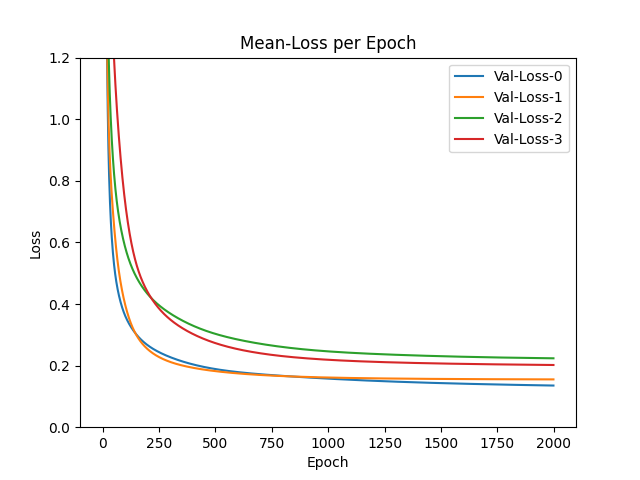 Mean-Loss per Epoch
Val-Loss-0
Val-Loss-1
Val-Loss-2
Val-Loss-3
Loss
1.2
1.0
0.8
0.6
0.4
0.2
0.0
0 250 500 750 1000 1250 1500 1750 2000
Epoch